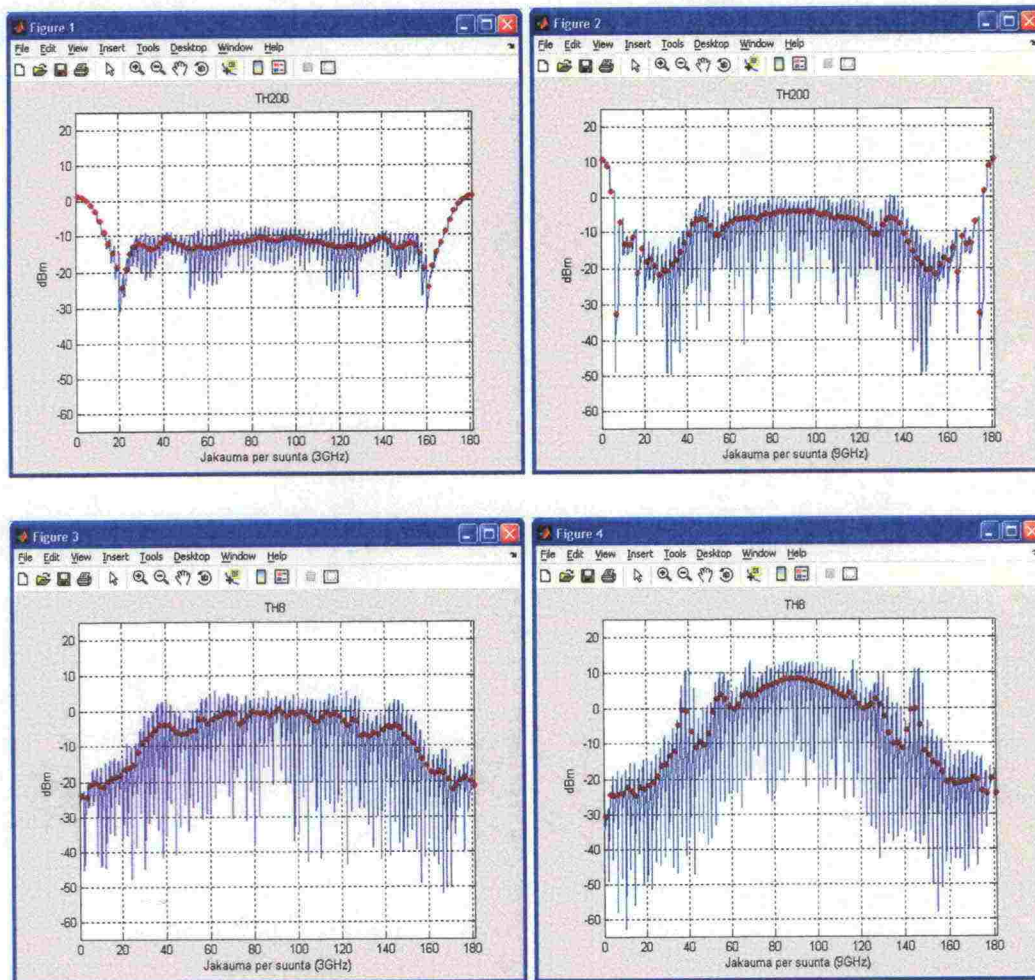 Figure 1
File Edit View Insert Tools Desktop Window Help
TH200
20
10
0
-10
-20
-30
-40
-50
-60
dBm
0 20 40 60 80 100 120 140 160 180
Jakauma per suunta (3GHz)
Figure 2
File Edit View Insert Tools Desktop Window Help
TH200
20
10
0
-10
-20
-30
-40
-50
-60
dBm
0 20 40 60 80 100 120 140 160 180
Jakauma per suunta (9GHz)
Figure 3
File Edit View Insert Tools Desktop Window Help
TH8
20
10
0
-10
-20
-30
-40
-50
-60
dBm
0 20 40 60 80 100 120 140 160 180
Jakauma per suunta (3GHz)
Figure 4
File Edit View Insert Tools Desktop Window Help
TH8
20
10
0
-10
-20
-30
-40
-50
-60
dBm
0 20 40 60 80 100 120 140 160 180
Jakauma per suunta (9GHz)